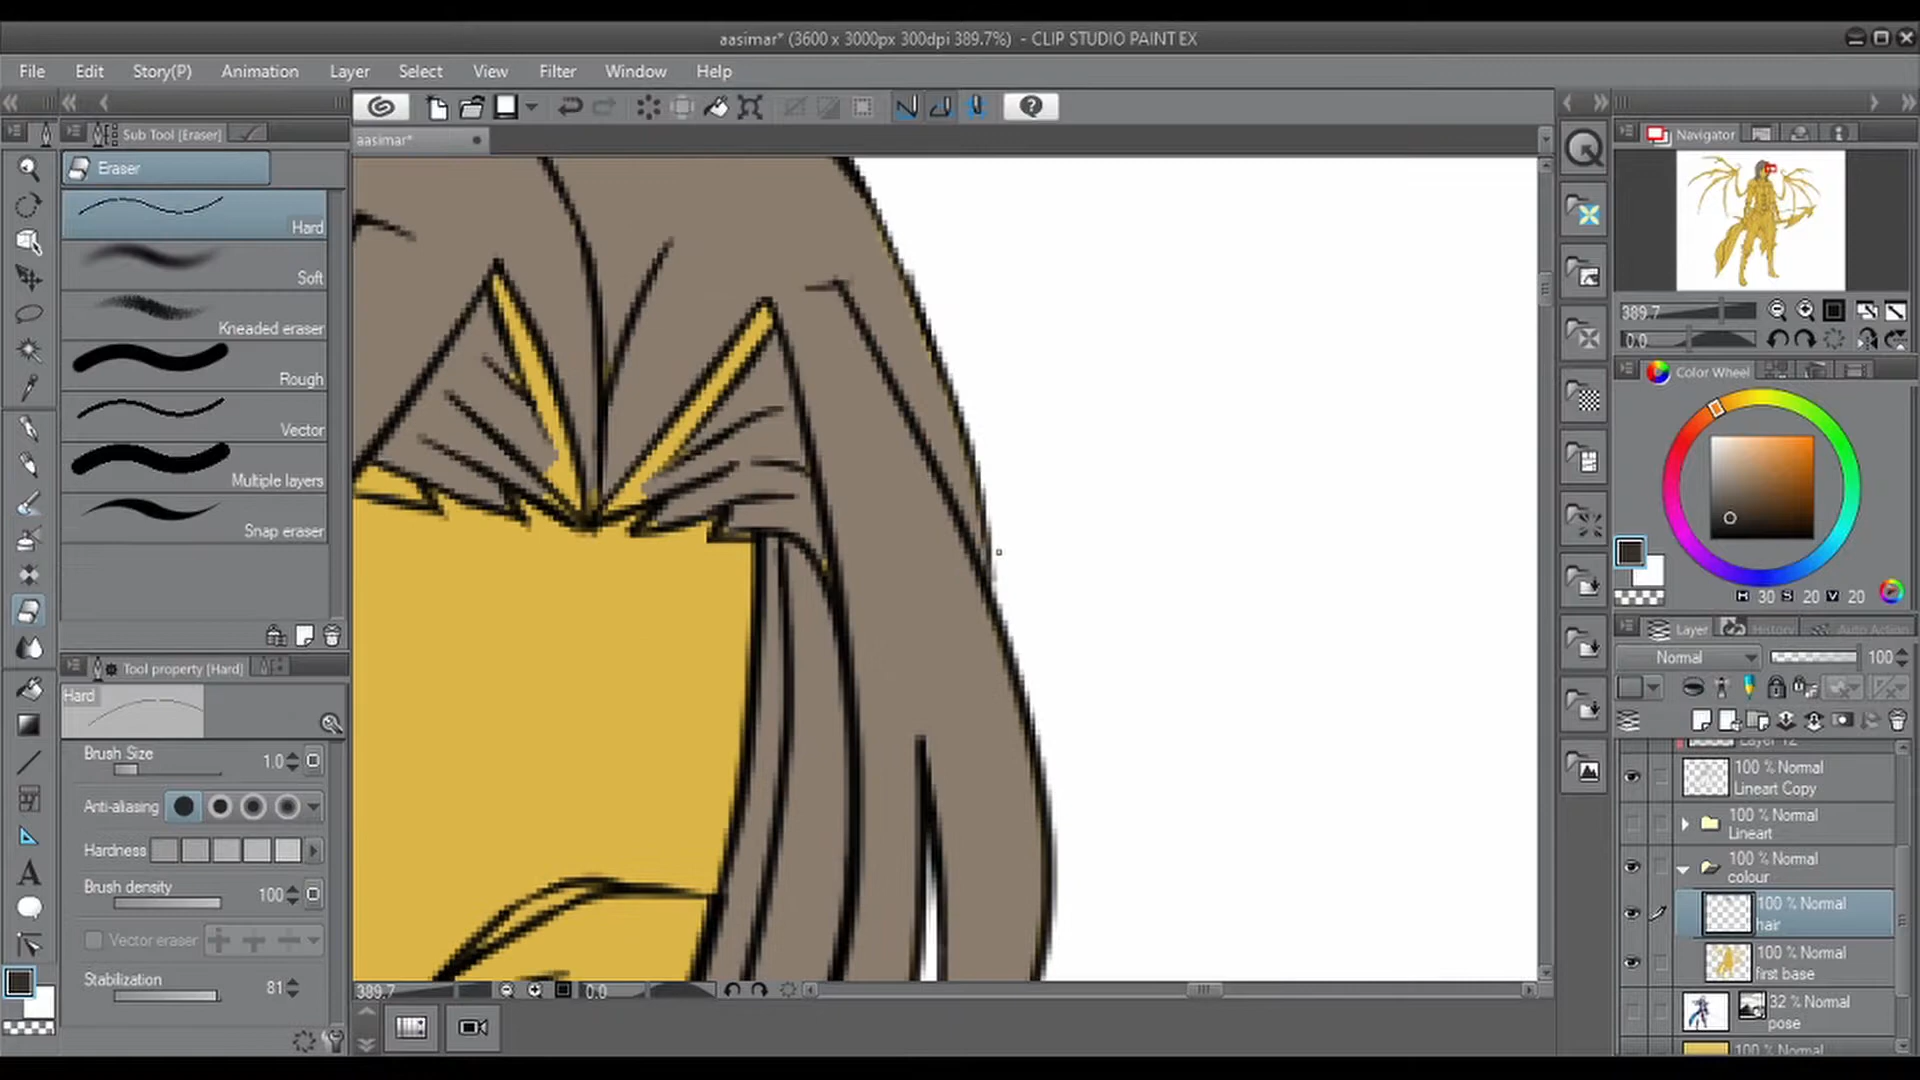 aasimar* (3600 x 3000px 300dpi 389.7%) - CLIP STUDIO PAINT EX
File Edit Story(P) Animation Layer Select View Filter Window Help
Sub Tool [Eraser]
aasimar*
Navigator
Eraser
Hard
Soft
Kneaded eraser
Rough
Vector
Multiple layers
Snap eraser
389.7
0.0
Color Wheel
H 30 S 20 V 20
Tool property [Hard]
Hard
Brush Size 1.0
Anti-aliasing
Hardness
Brush density 100
Vector eraser
Stabilization 81
389.7 0.0
Layer History Auto Action
Normal 100
Layer 12
100 % Normal
Lineart Copy
100 % Normal
Lineart
100 % Normal
colour
100 % Normal
hair
100 % Normal
first base
32 % Normal
pose
100 % Normal